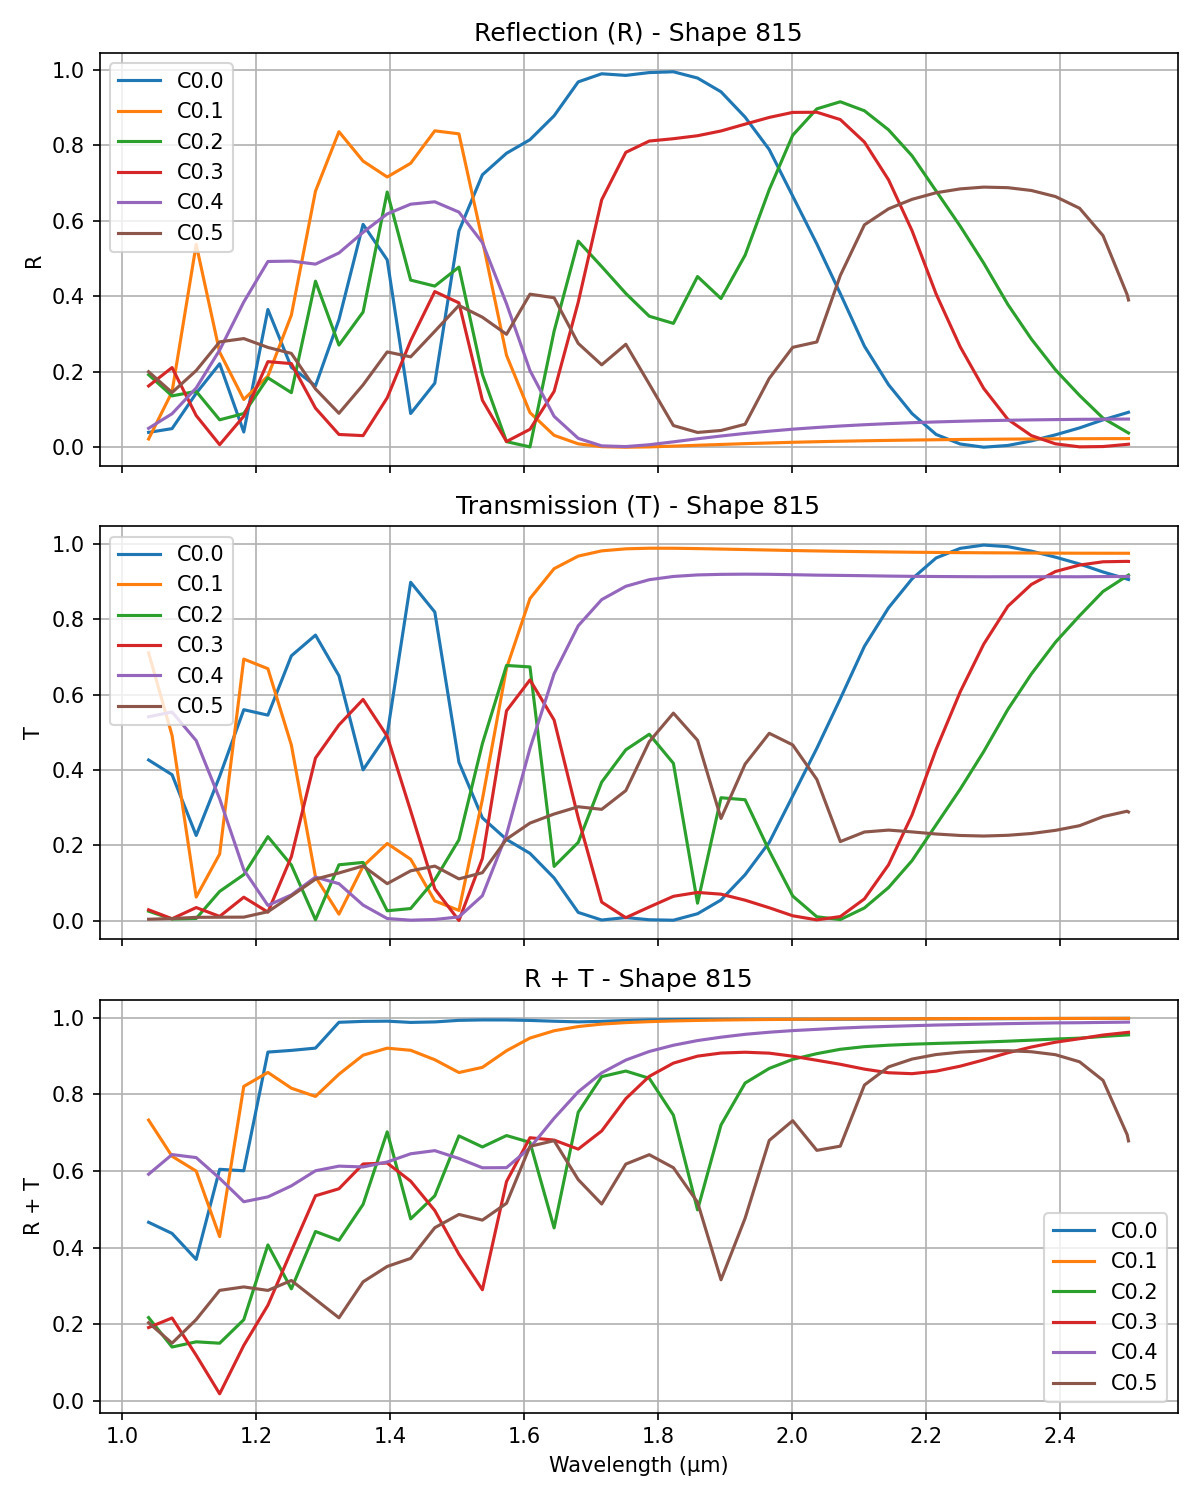 Reflection (R) - Shape 815
1.0
0.8
0.6
0.4
0.2
0.0
R
C0.0
C0.1
C0.2
C0.3
C0.4
C0.5
Transmission (T) - Shape 815
1.0
0.8
0.6
0.4
0.2
0.0
T
C0.0
C0.1
C0.2
C0.3
C0.4
C0.5
R + T - Shape 815
1.0
0.8
0.6
0.4
0.2
0.0
R + T
C0.0
C0.1
C0.2
C0.3
C0.4
C0.5
1.0 1.2 1.4 1.6 1.8 2.0 2.2 2.4
Wavelength (μm)